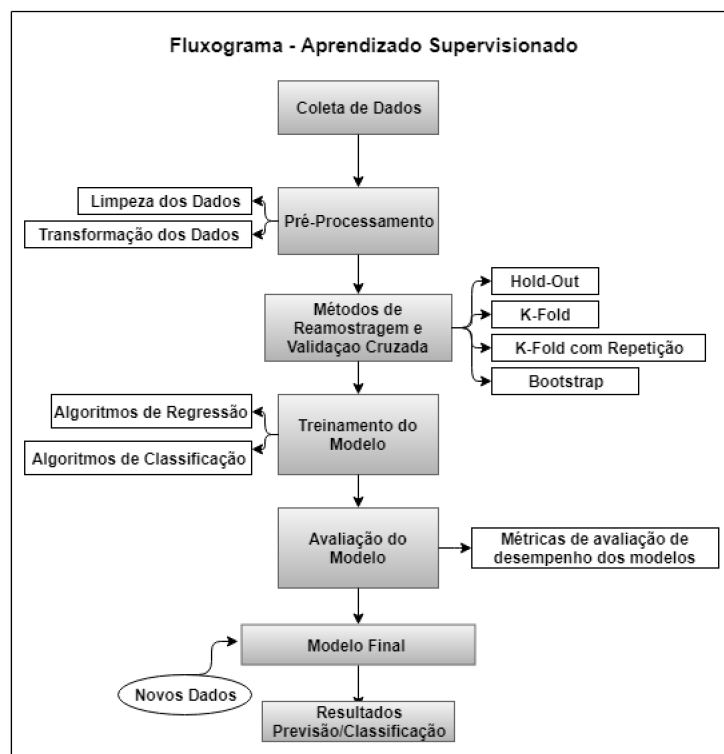 Fluxograma - Aprendizado Supervisionado
Coleta de Dados
Limpeza dos Dados
Transformação dos Dados
Pré-Processamento
Métodos de
Reamostragem e
Validaçao Cruzada
Hold-Out
K-Fold
K-Fold com Repetição
Bootstrap
Algoritmos de Regressão
Algoritmos de Classificação
Treinamento do
Modelo
Avaliação do
Modelo
Métricas de avaliação de
desempenho dos modelos
Modelo Final
Novos Dados
Resultados
Previsão/Classificação